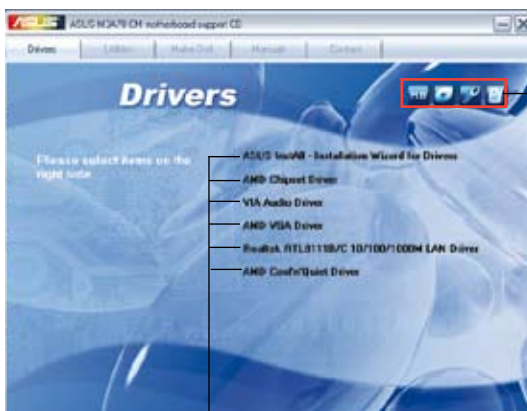 ASUS M3A78 CM motherboard support CD
Drivers Utilities Make Disk Manuals Contact
Drivers
Please select items on the
right side
ASUS InstAll - Installation Wizard for Drivers
AMD Chipset Driver
VIA Audio Driver
AMD VGA Driver
Realtek RTL8111B/C 10/100/1000M LAN Driver
AMD Cool'n'Quiet Driver